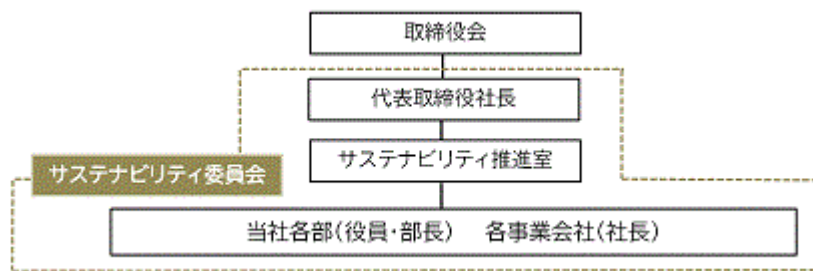 取締役会
代表取締役社長
サステナビリティ推進室
サステナビリティ委員会
当社各部(役員・部長) 各事業会社(社長)